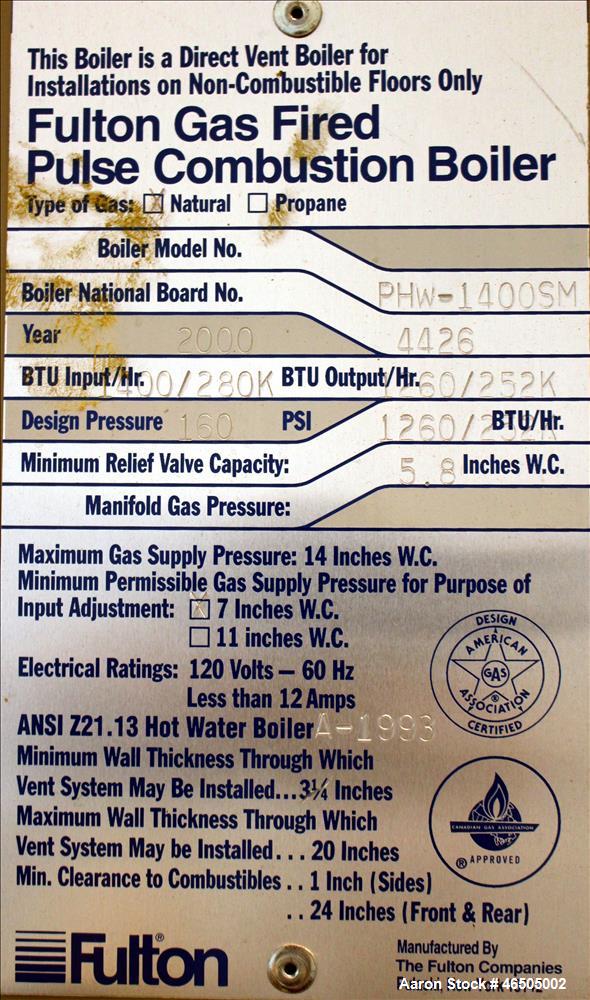 This Boiler is a Direct Vent Boiler for
Installations on Non-Combustible Floors Only
Fulton Gas Fired
Pulse Combustion Boiler
Type of Gas: ☒ Natural ☐ Propane
Boiler Model No.
Boiler National Board No. PHW-1400SM
Year 2000 4426
BTU Input/Hr. 1400/280K BTU Output/Hr. 1260/252K
Design Pressure 160 PSI 1260/252K BTU/Hr.
Minimum Relief Valve Capacity: 5.8 Inches W.C.
Manifold Gas Pressure:
Maximum Gas Supply Pressure: 14 Inches W.C.
Minimum Permissible Gas Supply Pressure for Purpose of
Input Adjustment: ☒ 7 Inches W.C.
☐ 11 inches W.C.
Electrical Ratings: 120 Volts — 60 Hz
Less than 12 Amps
ANSI Z21.13 Hot Water Boiler A-1993
Minimum Wall Thickness Through Which
Vent System May Be Installed...3¼ Inches
Maximum Wall Thickness Through Which
Vent System May be Installed... 20 Inches
Min. Clearance to Combustibles .. 1 Inch (Sides)
.. 24 Inches (Front & Rear)
DESIGN
AMERICAN
GAS
ASSOCIATION
®
CERTIFIED
CANADIAN GAS ASSOCIATION
® APPROVED
Fulton®
Manufactured By
The Fulton Companies
Aaron Stock # 46505002